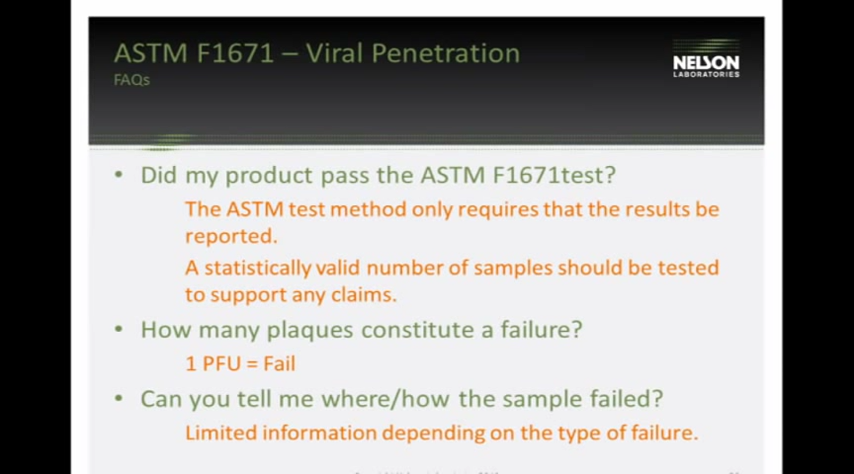 ASTM F1671 – Viral Penetration
FAQs
NELSON
LABORATORIES
• Did my product pass the ASTM F1671test?
The ASTM test method only requires that the results be
reported.
A statistically valid number of samples should be tested
to support any claims.
• How many plaques constitute a failure?
1 PFU = Fail
• Can you tell me where/how the sample failed?
Limited information depending on the type of failure.